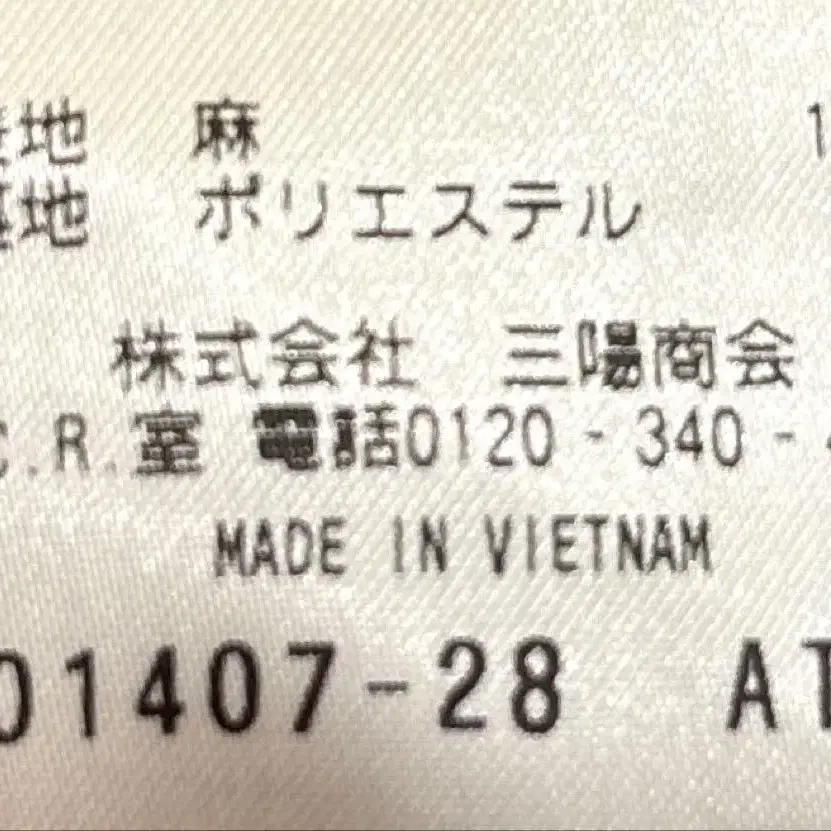 地 麻 1
地 ポリエステル
株式会社 三陽商会
C.R.室 電話0120-340-
MADE IN VIETNAM
01407-28 AT